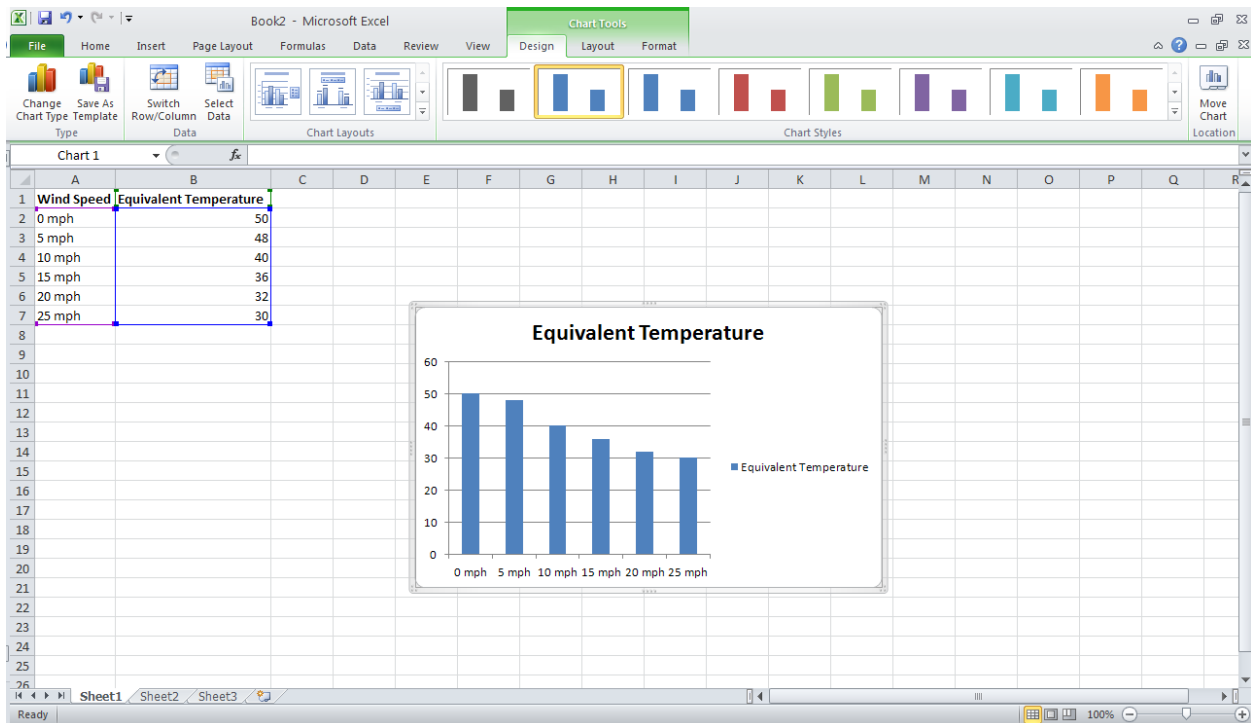 Book2 - Microsoft Excel
Chart Tools
File Home Insert Page Layout Formulas Data Review View Design Layout Format
Change Chart Type
Save As Template
Switch Row/Column
Select Data
Move Chart
Type Data Chart Layouts Chart Styles Location
Chart 1 fx
A B C D E F G H I J K L M N O P Q R
1 Wind Speed Equivalent Temperature
2 0 mph 50
3 5 mph 48
4 10 mph 40
5 15 mph 36
6 20 mph 32
7 25 mph 30
8
9
10
11
12
13
14
15
16
17
18
19
20
21
22
23
24
25
26
Equivalent Temperature
60
50
40
30
20
10
0
0 mph 5 mph 10 mph 15 mph 20 mph 25 mph
Equivalent Temperature
Sheet1 Sheet2 Sheet3
Ready 100%